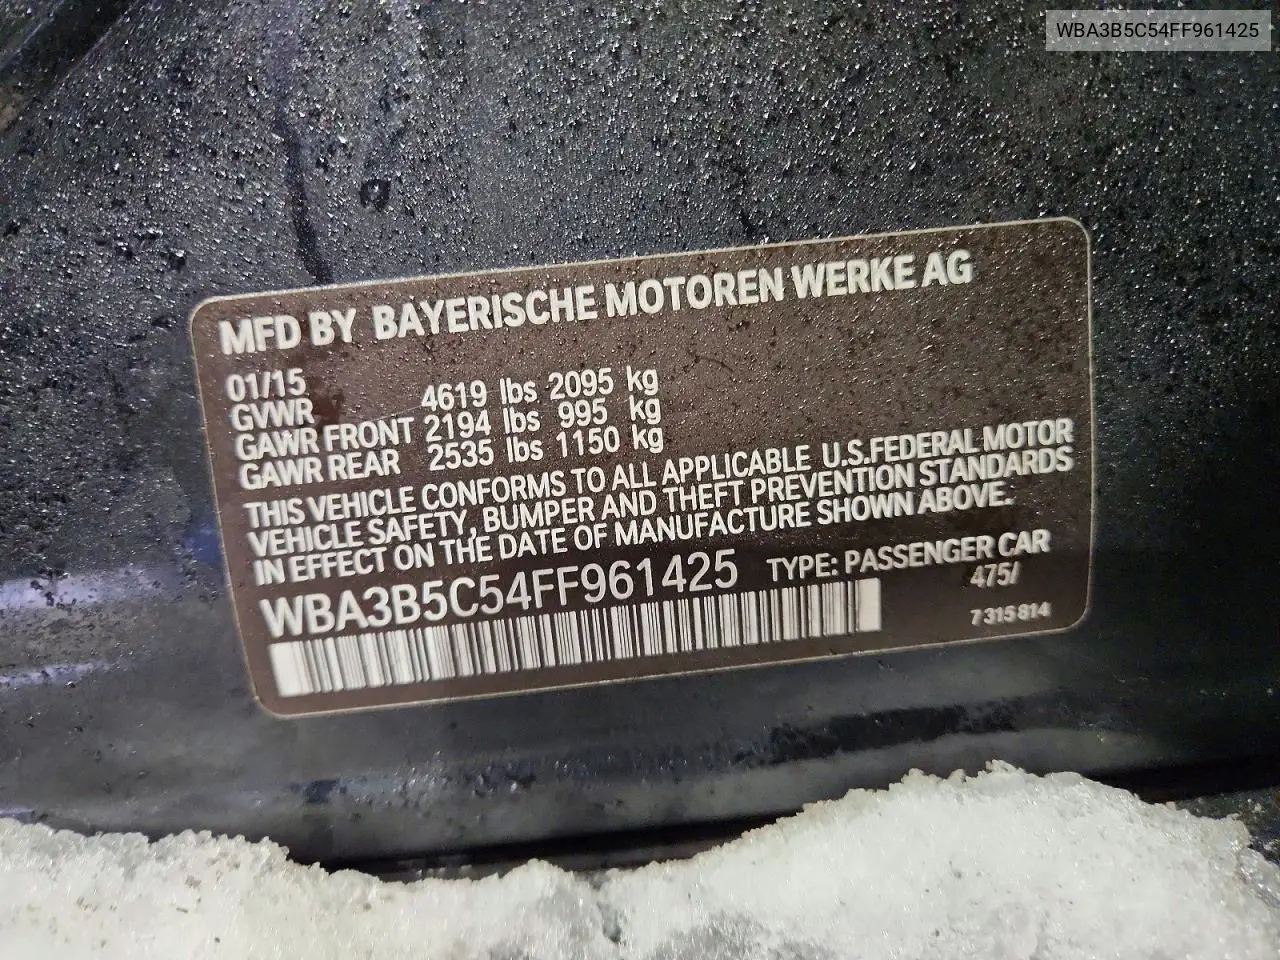 WBA3B5C54FF961425
MFD BY BAYERISCHE MOTOREN WERKE AG
01/15
GVWR 4619 lbs 2095 kg
GAWR FRONT 2194 lbs 995 kg
GAWR REAR 2535 lbs 1150 kg
THIS VEHICLE CONFORMS TO ALL APPLICABLE U.S.FEDERAL MOTOR
VEHICLE SAFETY, BUMPER AND THEFT PREVENTION STANDARDS
IN EFFECT ON THE DATE OF MANUFACTURE SHOWN ABOVE.
WBA3B5C54FF961425 TYPE: PASSENGER CAR
475/
7 315 814